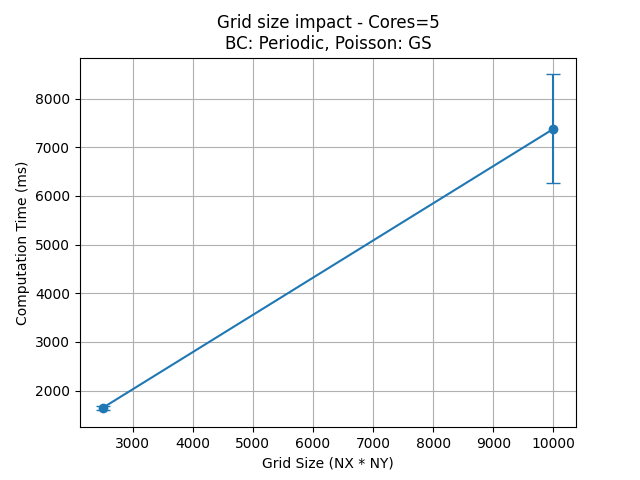 Grid size impact - Cores=5
BC: Periodic, Poisson: GS
8000
7000
6000
5000
4000
3000
2000
Computation Time (ms)
3000 4000 5000 6000 7000 8000 9000 10000
Grid Size (NX * NY)